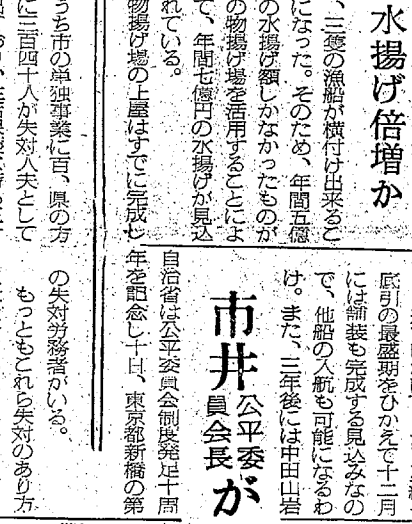 水揚げ倍増か
、三隻の漁船が横付け出来るこ
になった。そのため、年間五億
の水揚げ額しかなかったものが
の物揚げ場を活用することによ
て、年間七億円の水揚げが見込
れている。
物揚げ場の上屋はすでに完成し
うち市の単独事業に百、県の方
に三百四十人が失対人夫として
底引の最盛期をひかえて十二月
には舗装も完成する見込みなの
で、他船の入航も可能になるわ
け。また、三年後には中田山岩
市井公平委員会長が
自治省は公平委員会制度発足十周
年を記念し十日、東京都新橋の第
の失対労務者がいる。
もっともこれら失対のあり方